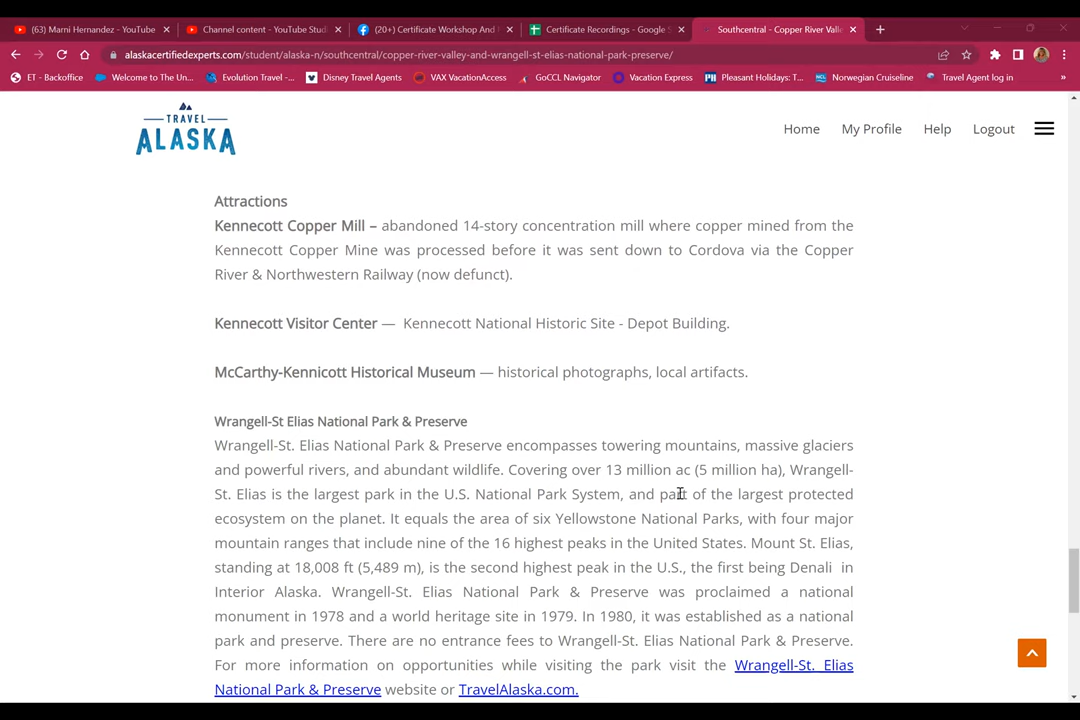 (63) Marni Hernandez - YouTube
Channel content - YouTube Studi
(20+) Certificate Workshop And
Certificate Recordings - Google S
Southcentral - Copper River Valle
alaskacertifiedexperts.com/student/alaska-n/southcentral/copper-river-valley-and-wrangell-st-elias-national-park-preserve/
ET - Backoffice
Welcome to The Un...
Evolution Travel -...
Disney Travel Agents
VAX VacationAccess
GoCCL Navigator
Vacation Express
Pleasant Holidays: T...
Norwegian Cruiseline
Travel Agent log in
TRAVEL
ALASKA
Home
My Profile
Help
Logout
Attractions
Kennecott Copper Mill – abandoned 14-story concentration mill where copper mined from the
Kennecott Copper Mine was processed before it was sent down to Cordova via the Copper
River & Northwestern Railway (now defunct).
Kennecott Visitor Center — Kennecott National Historic Site - Depot Building.
McCarthy-Kennicott Historical Museum — historical photographs, local artifacts.
Wrangell-St Elias National Park & Preserve
Wrangell-St. Elias National Park & Preserve encompasses towering mountains, massive glaciers
and powerful rivers, and abundant wildlife. Covering over 13 million ac (5 million ha), Wrangell-
St. Elias is the largest park in the U.S. National Park System, and part of the largest protected
ecosystem on the planet. It equals the area of six Yellowstone National Parks, with four major
mountain ranges that include nine of the 16 highest peaks in the United States. Mount St. Elias,
standing at 18,008 ft (5,489 m), is the second highest peak in the U.S., the first being Denali in
Interior Alaska. Wrangell-St. Elias National Park & Preserve was proclaimed a national
monument in 1978 and a world heritage site in 1979. In 1980, it was established as a national
park and preserve. There are no entrance fees to Wrangell-St. Elias National Park & Preserve.
For more information on opportunities while visiting the park visit the Wrangell-St. Elias
National Park & Preserve website or TravelAlaska.com.